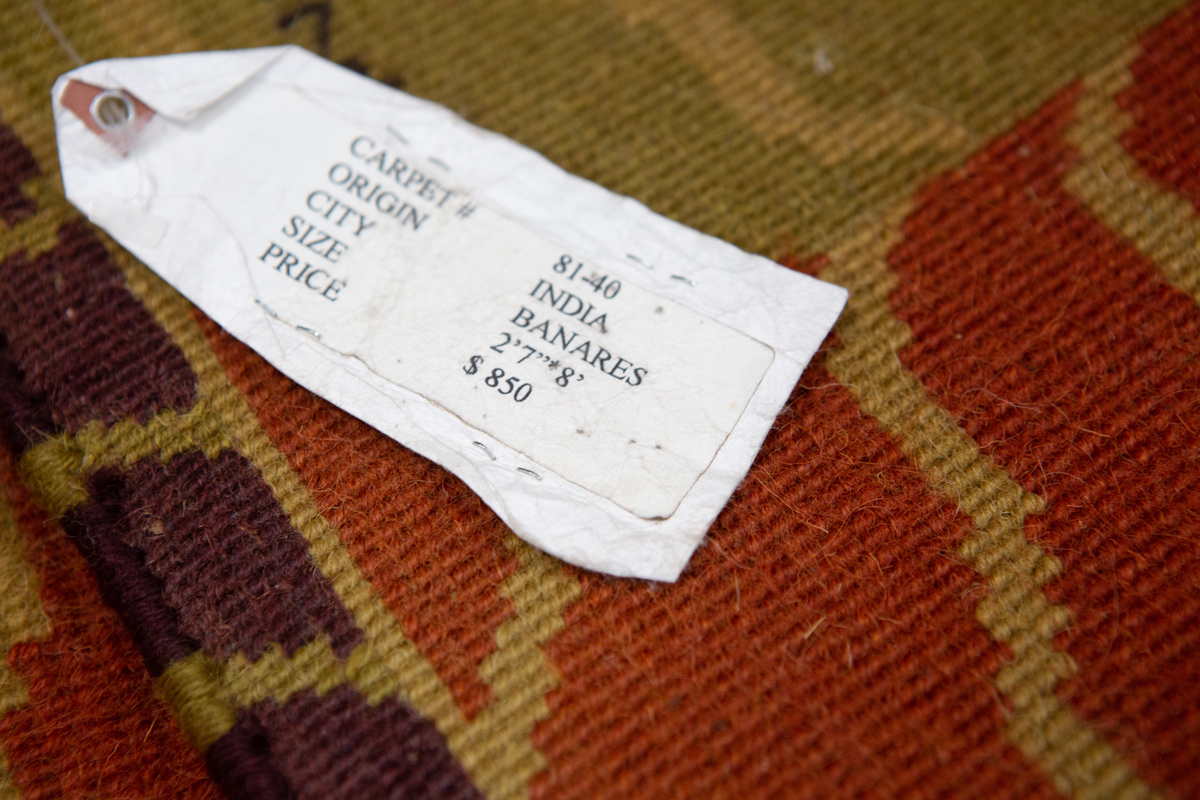 CARPET # 81-40
ORIGIN INDIA
CITY BANARES
SIZE 2’7”*8’
PRICE $ 850